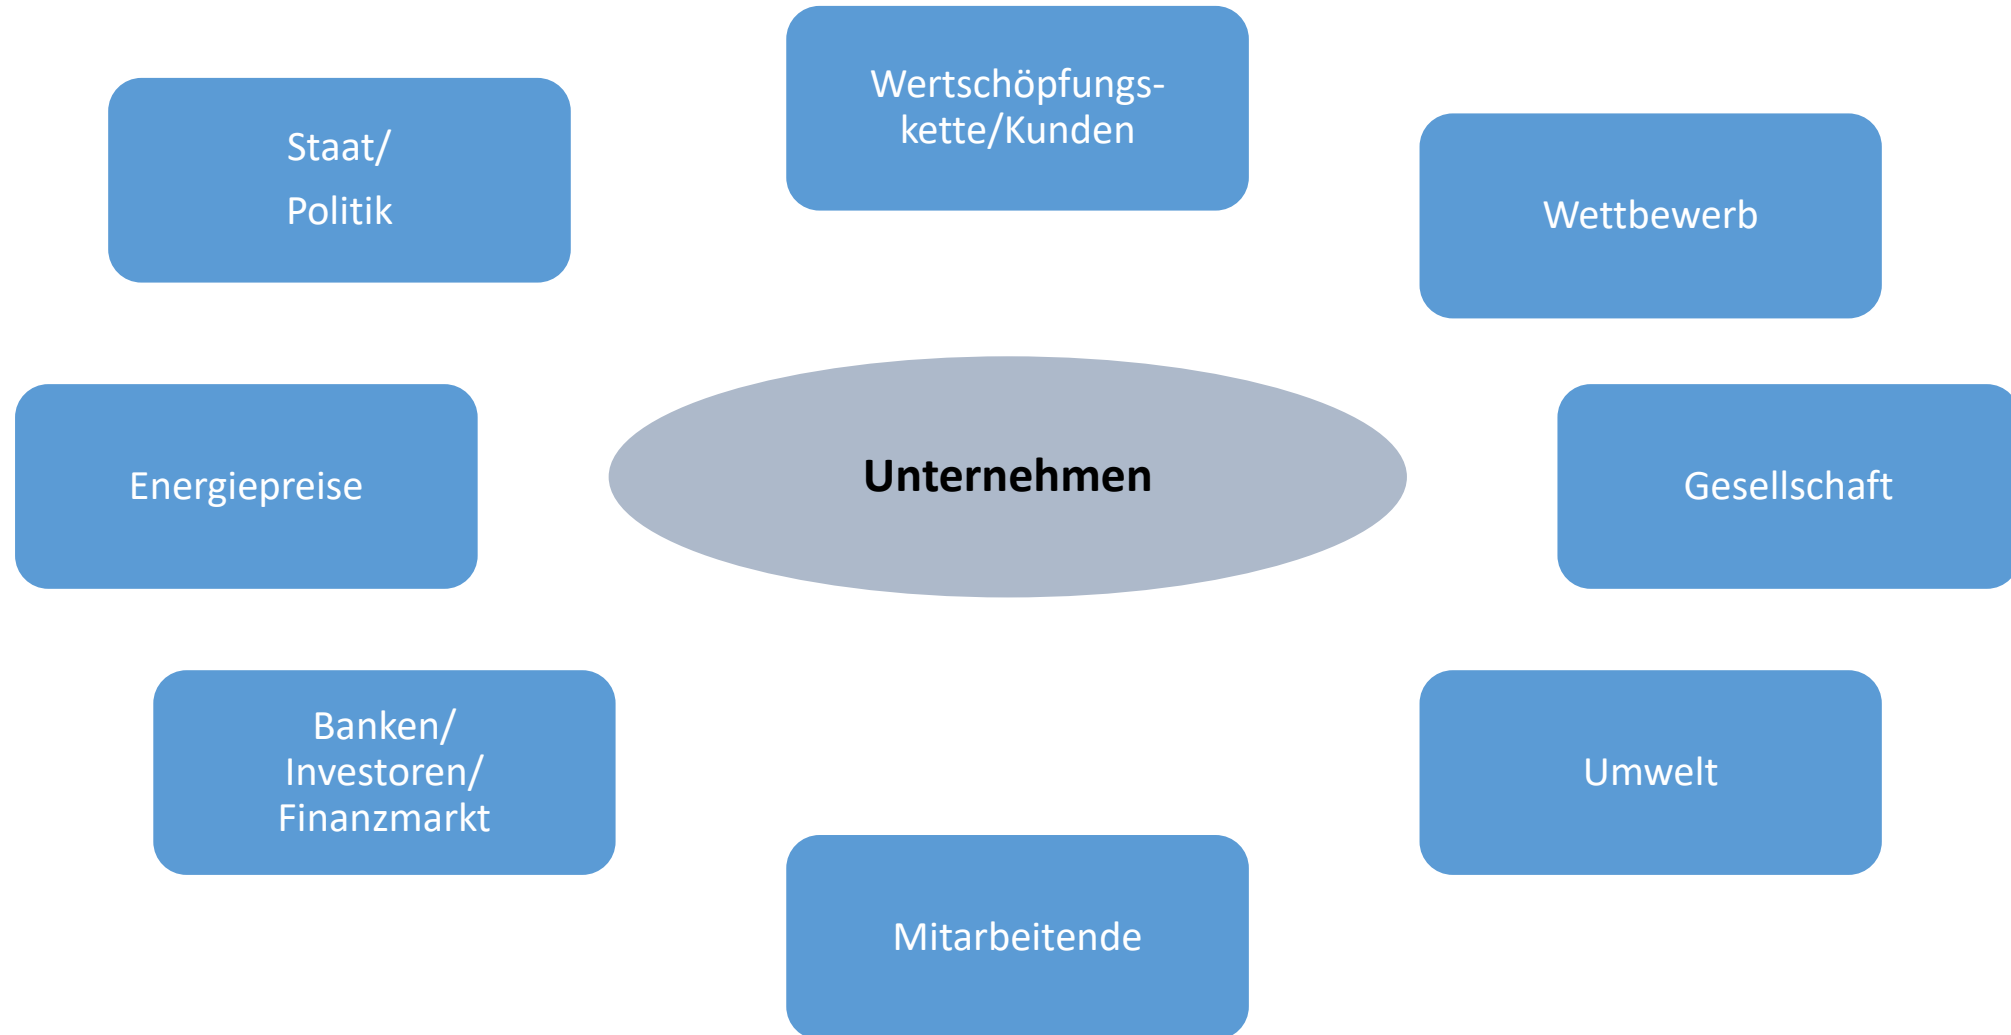 Wertschöpfungs-
kette/Kunden
Staat/
Politik
Wettbewerb
Energiepreise
Unternehmen
Gesellschaft
Banken/
Investoren/
Finanzmarkt
Umwelt
Mitarbeitende